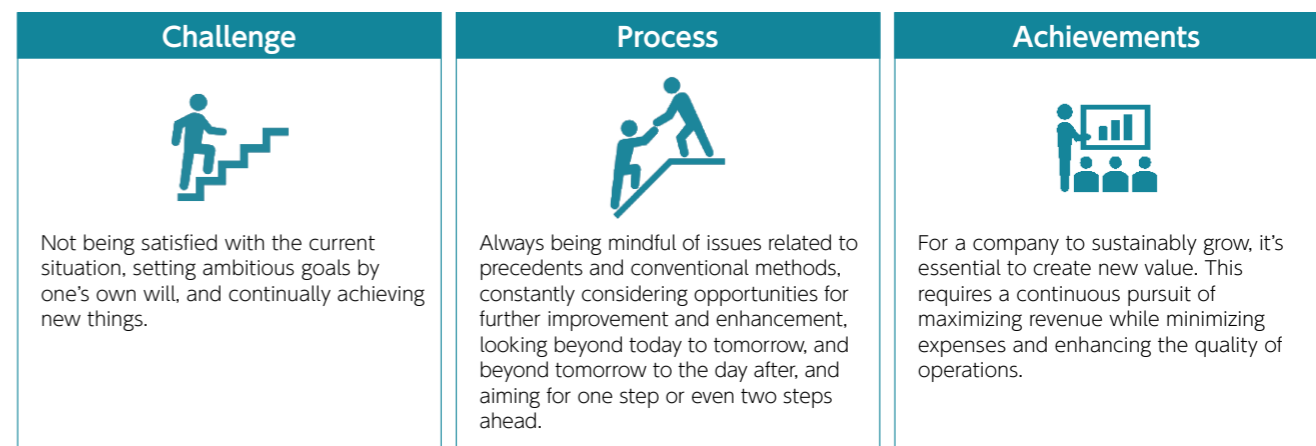 Challenge
Not being satisfied with the current
situation, setting ambitious goals by
one’s own will, and continually achieving
new things.
Process
Always being mindful of issues related to
precedents and conventional methods,
constantly considering opportunities for
further improvement and enhancement,
looking beyond today to tomorrow, and
beyond tomorrow to the day after, and
aiming for one step or even two steps
ahead.
Achievements
For a company to sustainably grow, it’s
essential to create new value. This
requires a continuous pursuit of
maximizing revenue while minimizing
expenses and enhancing the quality of
operations.